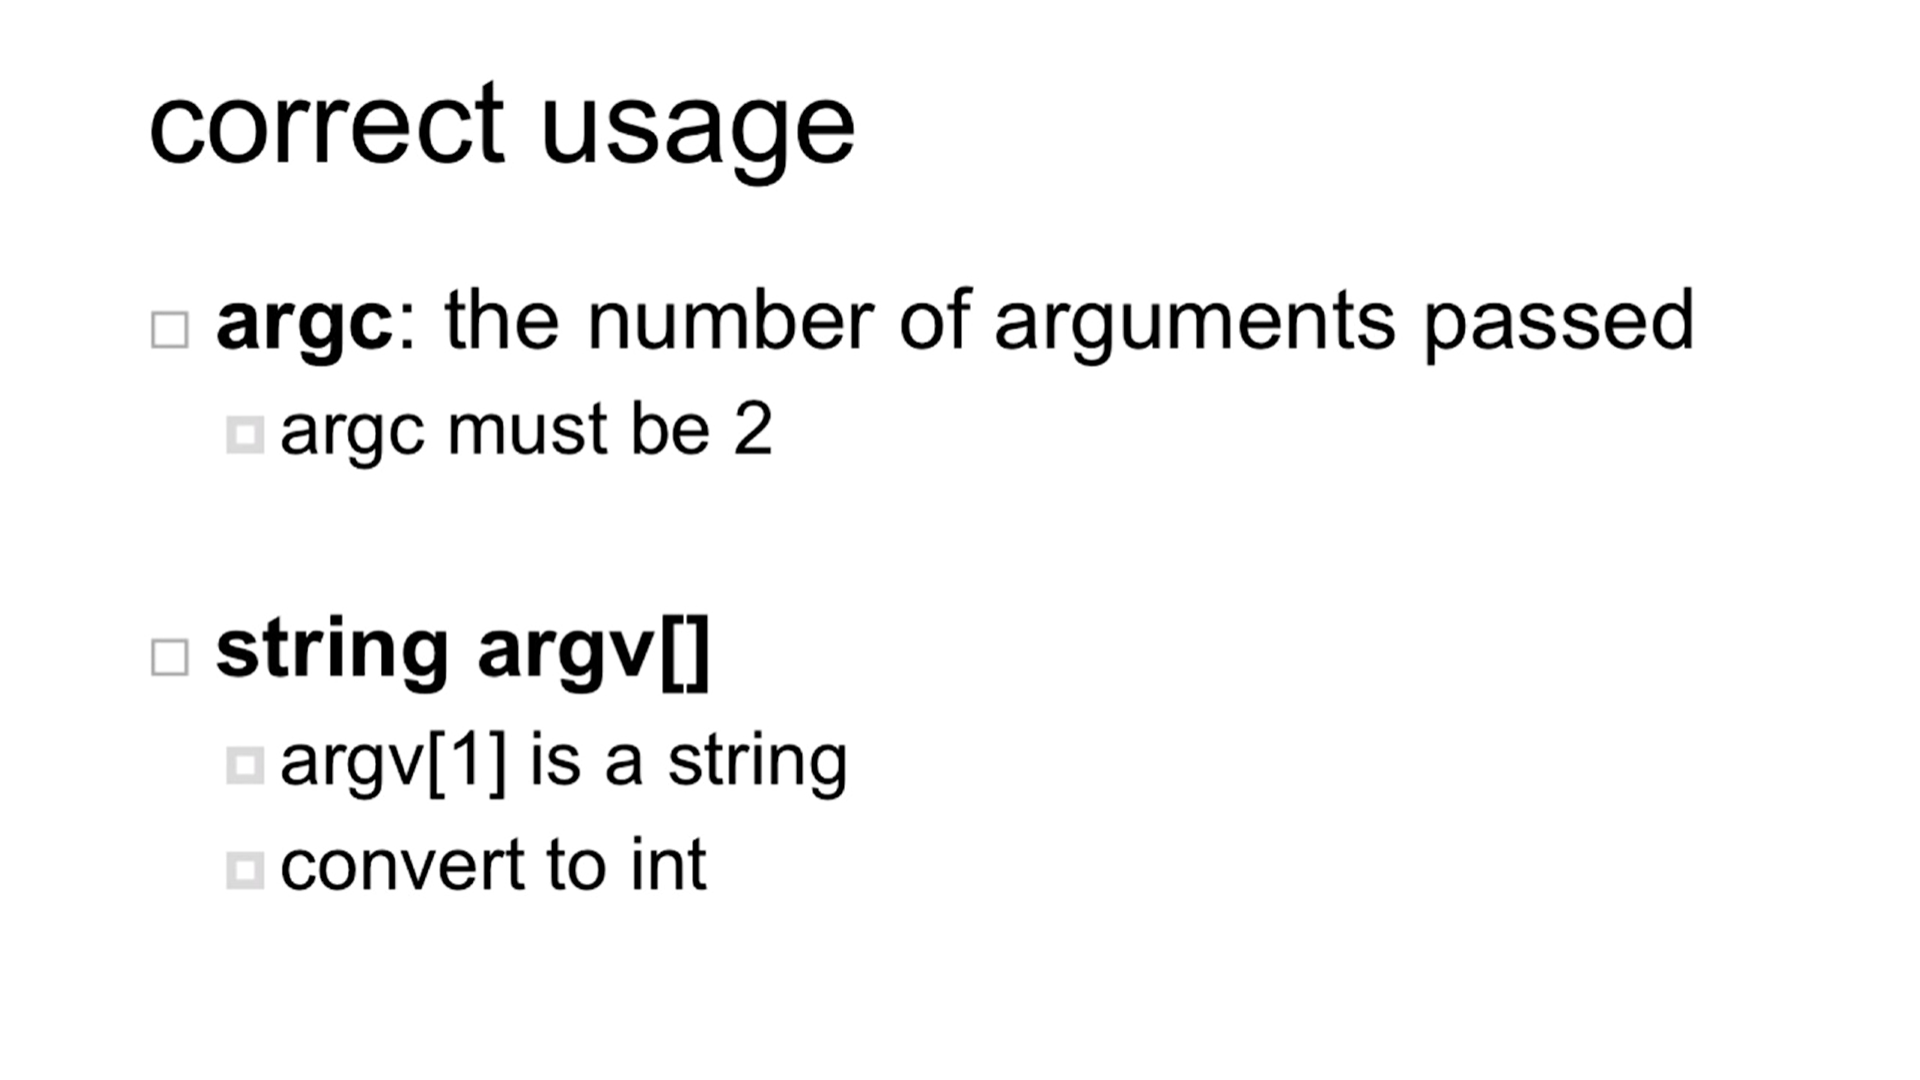 correct usage
argc: the number of arguments passed
argc must be 2
string argv[]
argv[1] is a string
convert to int